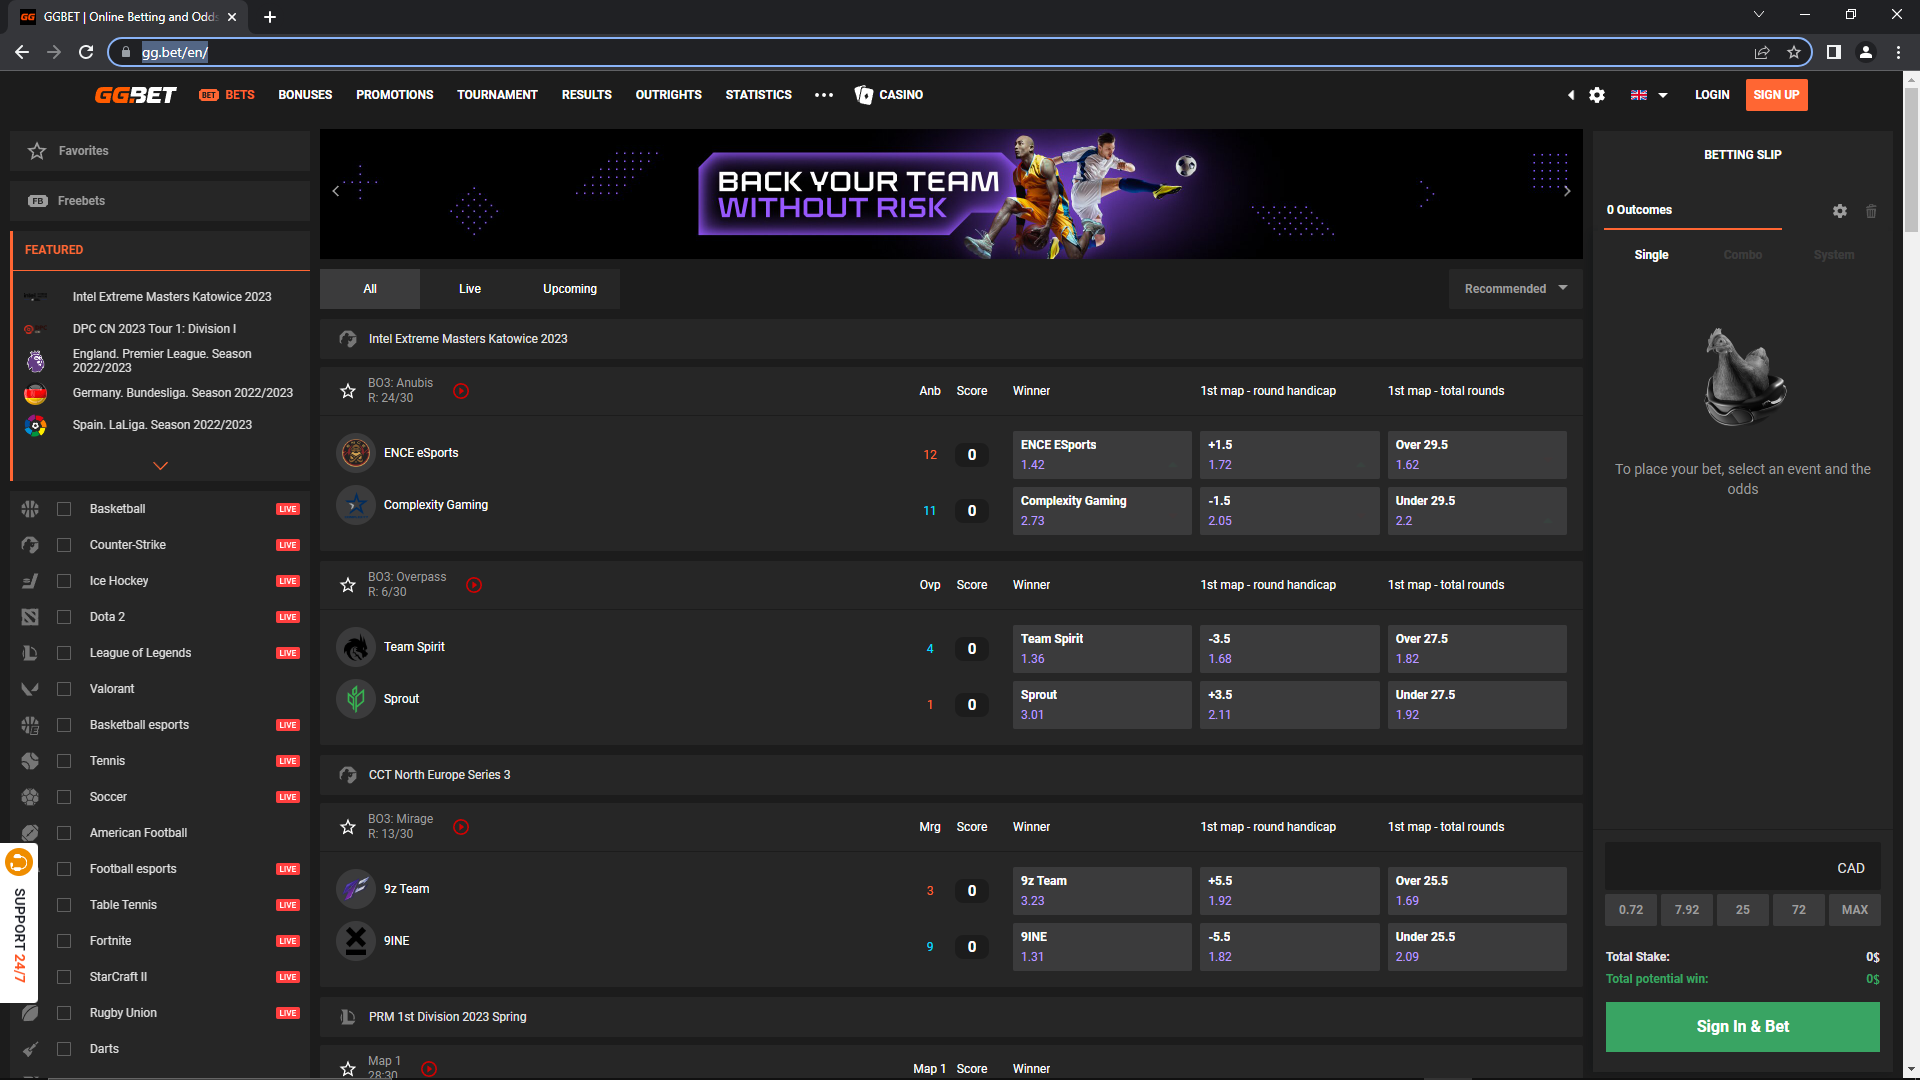 GGBET | Online Betting and Odds
gg.bet/en/
GGBET
BET BETS
BONUSES
PROMOTIONS
TOURNAMENT
RESULTS
OUTRIGHTS
STATISTICS
CASINO
LOGIN
SIGN UP
Favorites
FB Freebets
FEATURED
Intel Extreme Masters Katowice 2023
DPC CN 2023 Tour 1: Division I
England. Premier League. Season
2022/2023
Germany. Bundesliga. Season 2022/2023
Spain. LaLiga. Season 2022/2023
Basketball LIVE
Counter-Strike LIVE
Ice Hockey LIVE
Dota 2 LIVE
League of Legends LIVE
Valorant
Basketball esports LIVE
Tennis LIVE
Soccer LIVE
American Football
Football esports LIVE
Table Tennis LIVE
Fortnite LIVE
StarCraft II LIVE
Rugby Union LIVE
Darts
SUPPORT 24/7
BACK YOUR TEAM
WITHOUT RISK
All Live Upcoming
Recommended
Intel Extreme Masters Katowice 2023
BO3: Anubis
R: 24/30
Anb Score Winner 1st map - round handicap 1st map - total rounds
ENCE eSports 12 0
ENCE ESports +1.5 Over 29.5
1.42 1.72 1.62
Complexity Gaming 11 0
Complexity Gaming -1.5 Under 29.5
2.73 2.05 2.2
BO3: Overpass
R: 6/30
Ovp Score Winner 1st map - round handicap 1st map - total rounds
Team Spirit 4 0
Team Spirit -3.5 Over 27.5
1.36 1.68 1.82
Sprout 1 0
Sprout +3.5 Under 27.5
3.01 2.11 1.92
CCT North Europe Series 3
BO3: Mirage
R: 13/30
Mrg Score Winner 1st map - round handicap 1st map - total rounds
9z Team 3 0
9z Team +5.5 Over 25.5
3.23 1.92 1.69
9INE 9 0
9INE -5.5 Under 25.5
1.31 1.82 2.09
PRM 1st Division 2023 Spring
Map 1
28:30
Map 1 Score Winner
BETTING SLIP
0 Outcomes
Single Combo System
To place your bet, select an event and the
odds
CAD
0.72 7.92 25 72 MAX
Total Stake: 0$
Total potential win: 0$
Sign In & Bet